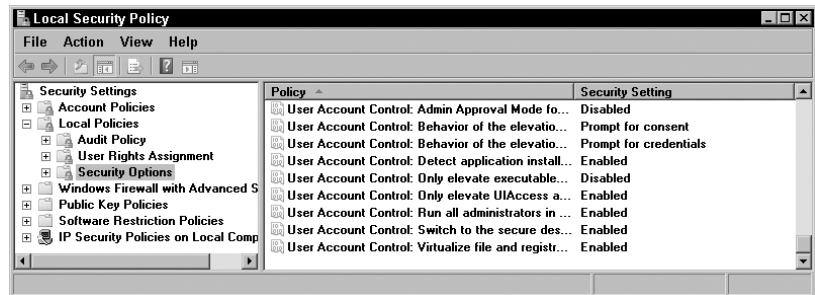 Local Security Policy
File Action View Help
Security Settings
Account Policies
Local Policies
Audit Policy
User Rights Assignment
Security Options
Windows Firewall with Advanced S
Public Key Policies
Software Restriction Policies
IP Security Policies on Local Comp
Policy Security Setting
User Account Control: Admin Approval Mode fo... Disabled
User Account Control: Behavior of the elevatio... Prompt for consent
User Account Control: Behavior of the elevatio... Prompt for credentials
User Account Control: Detect application install... Enabled
User Account Control: Only elevate executable... Disabled
User Account Control: Only elevate UIAccess a... Enabled
User Account Control: Run all administrators in ... Enabled
User Account Control: Switch to the secure des... Enabled
User Account Control: Virtualize file and registr... Enabled